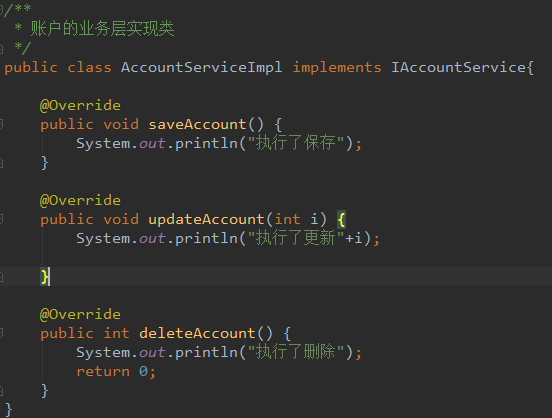 /**
 * 账户的业务层实现类
 */
public class AccountServiceImpl implements IAccountService{
    @Override
    public void saveAccount() {
        System.out.println("执行了保存");
    }
    @Override
    public void updateAccount(int i) {
        System.out.println("执行了更新"+i);
    }
    @Override
    public int deleteAccount() {
        System.out.println("执行了删除");
        return 0;
    }
}